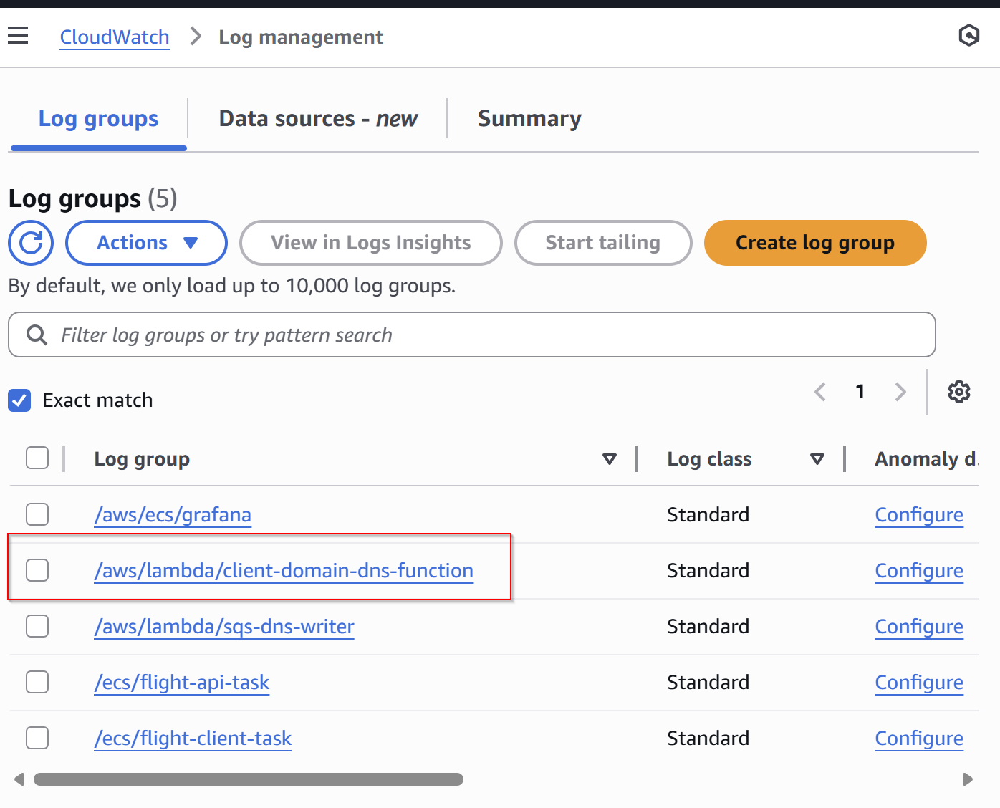 CloudWatch > Log management
Log groups
Data sources - new
Summary
Log groups (5)
Actions
View in Logs Insights
Start tailing
Create log group
By default, we only load up to 10,000 log groups.
Filter log groups or try pattern search
Exact match
1
Log group
Log class
Anomaly d.
/aws/ecs/grafana Standard Configure
/aws/lambda/client-domain-dns-function Standard Configure
/aws/lambda/sqs-dns-writer Standard Configure
/ecs/flight-api-task Standard Configure
/ecs/flight-client-task Standard Configure